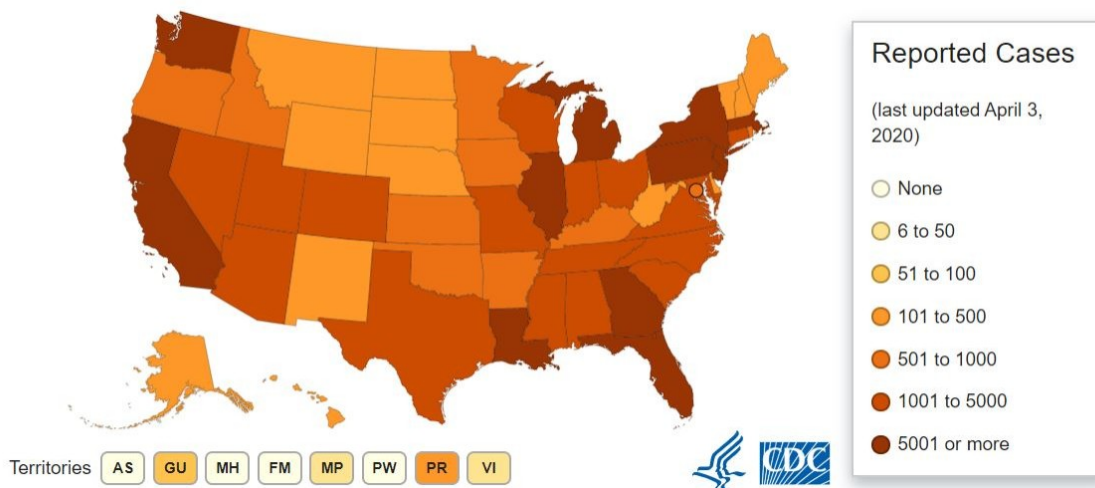 Reported Cases
(last updated April 3,
2020)
None
6 to 50
51 to 100
101 to 500
501 to 1000
1001 to 5000
5001 or more
Territories AS GU MH FM MP PW PR VI
CDC